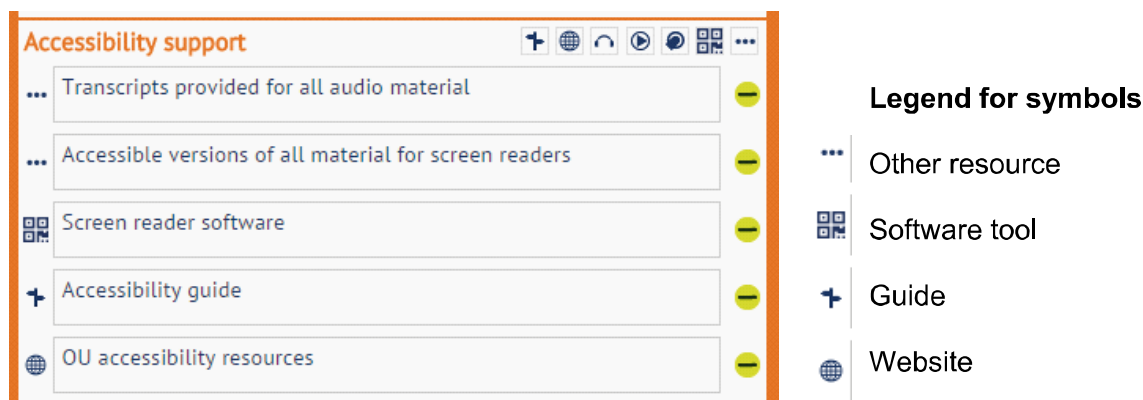 Accessibility support
Transcripts provided for all audio material
Accessible versions of all material for screen readers
Screen reader software
Accessibility guide
OU accessibility resources
Legend for symbols
Other resource
Software tool
Guide
Website